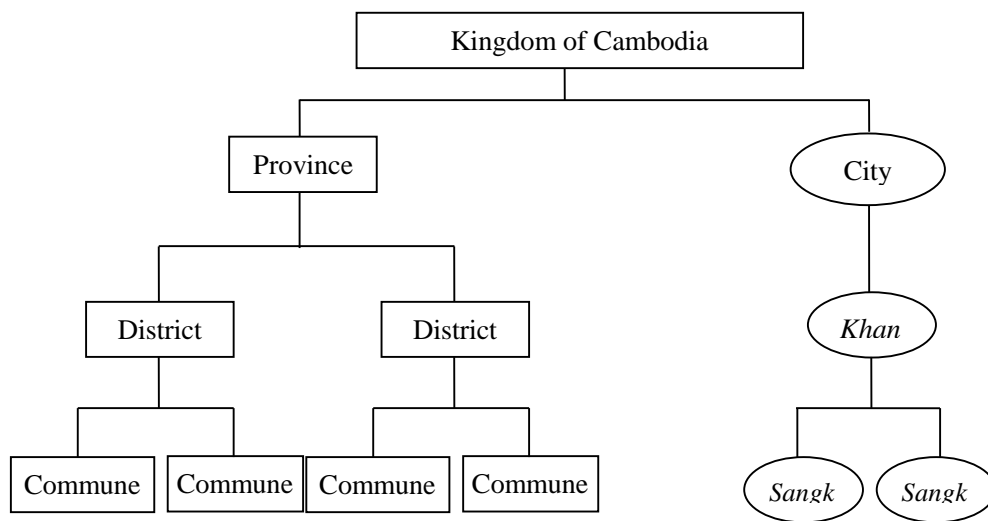 Kingdom of Cambodia
Province
City
District
District
Khan
Commune
Commune
Commune
Commune
Sangk
Sangk